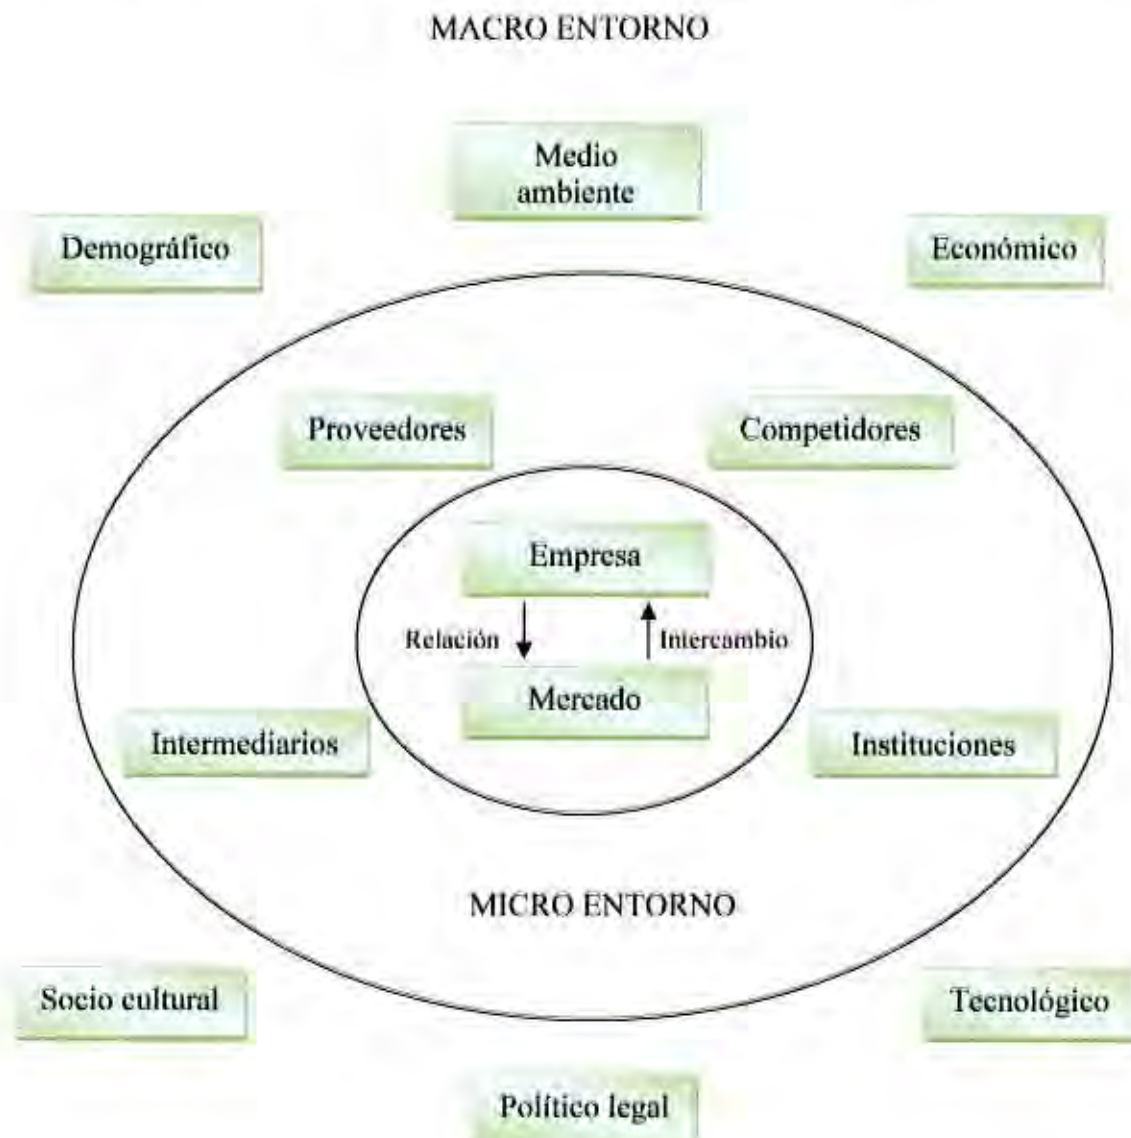 MACRO ENTORNO
Medio
ambiente
Demográfico
Económico
Proveedores
Competidores
Empresa
Relación
Intercambio
Mercado
Intermediarios
Instituciones
MICRO ENTORNO
Socio cultural
Tecnológico
Político legal